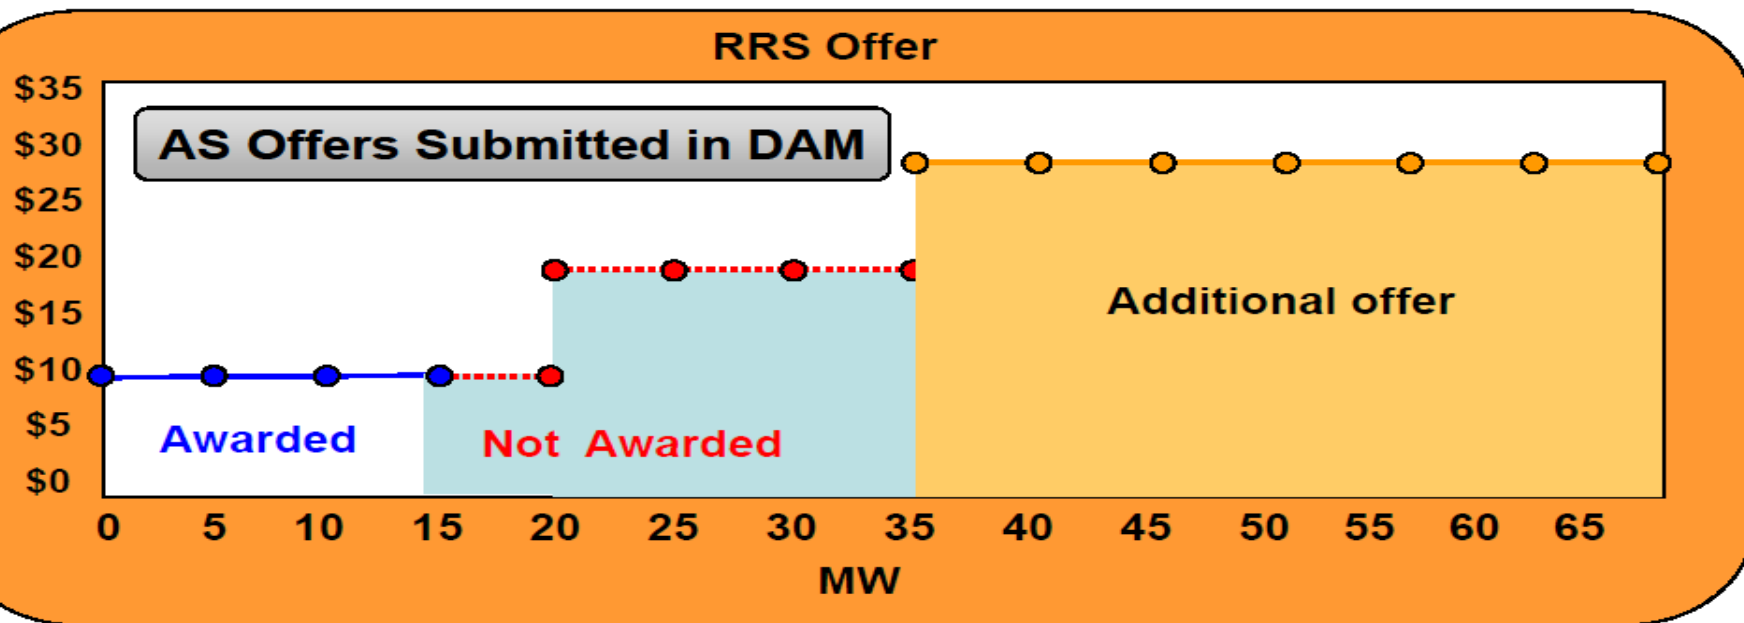 RRS Offer
$35
AS Offers Submitted in DAM
$30
$25
$20
$15
Additional offer
$10
$5
Awarded
Not Awarded
$0
0 5 10 15 20 25 30 35 40 45 50 55 60 65
MW